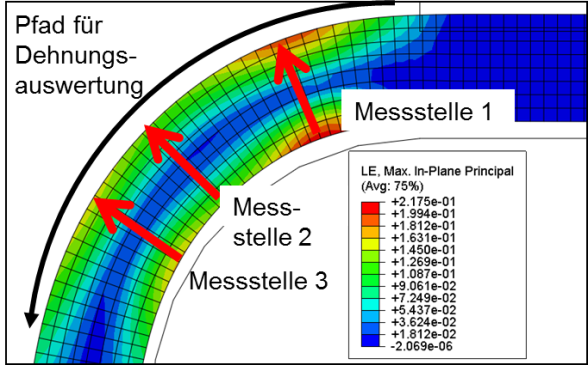 Pfad für
Dehnungs-
auswertung
Messstelle 1
Mess-
stelle 2
Messstelle 3
LE, Max. In-Plane Principal
(Avg: 75%)
+2.175e-01
+1.994e-01
+1.812e-01
+1.631e-01
+1.450e-01
+1.269e-01
+1.087e-01
+9.061e-02
+7.249e-02
+5.437e-02
+3.624e-02
+1.812e-02
-2.069e-06